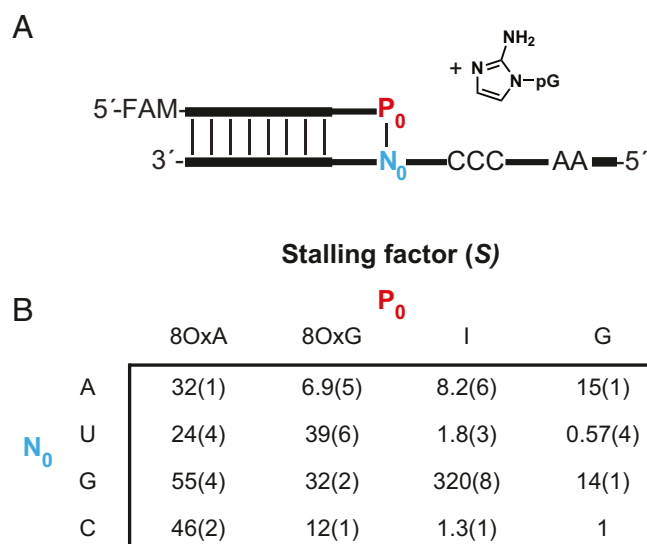 A
NH₂
N
+
N-pG
5´-FAM
P₀
3´-
N₀
CCC
AA
-5´
Stalling factor (S)
P₀
B
8OxA 8OxG I G
A 32(1) 6.9(5) 8.2(6) 15(1)
U 24(4) 39(6) 1.8(3) 0.57(4)
N₀
G 55(4) 32(2) 320(8) 14(1)
C 46(2) 12(1) 1.3(1) 1